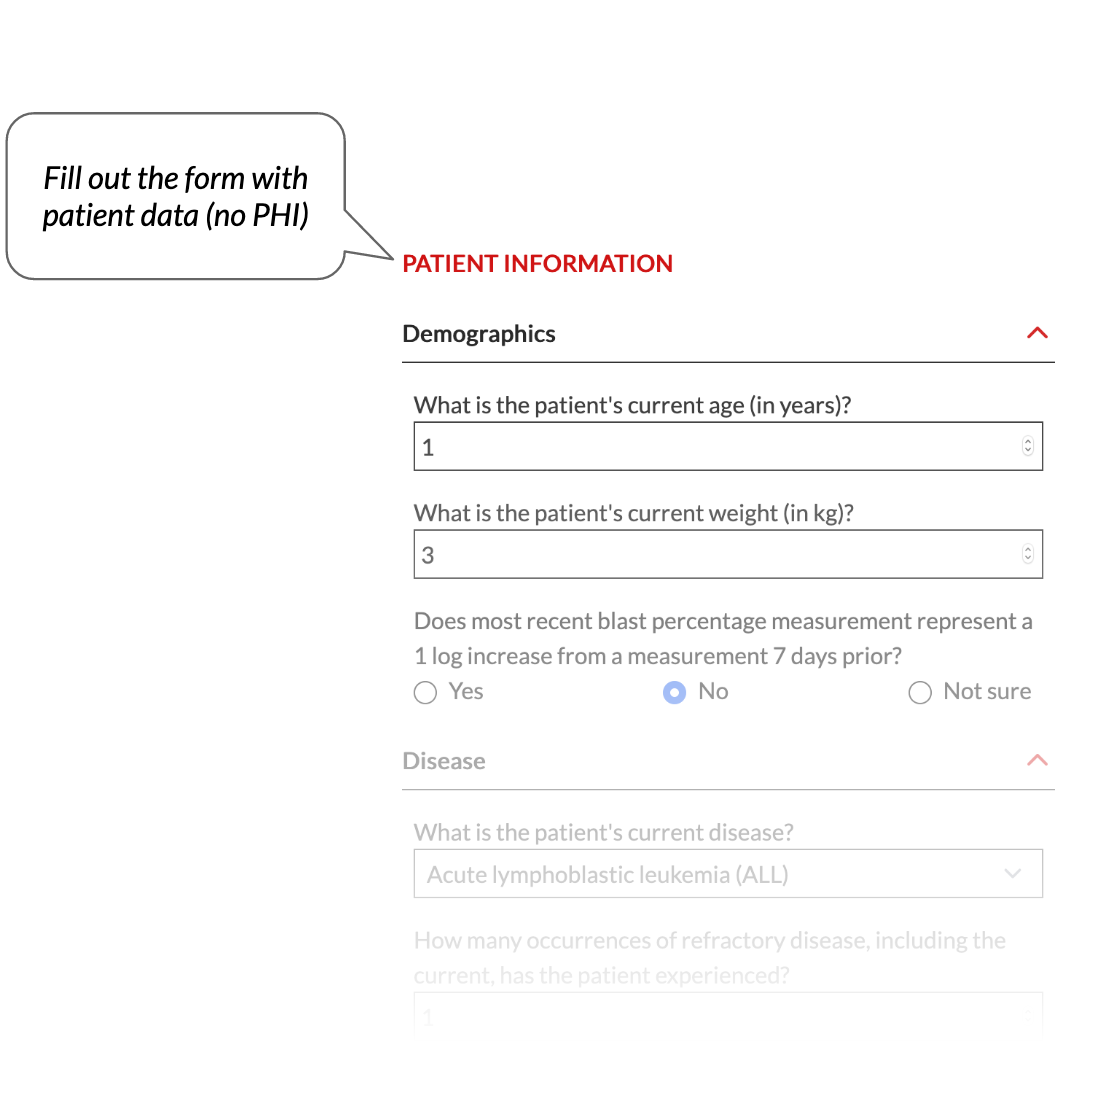 Fill out the form with
patient data (no PHI)
PATIENT INFORMATION
Demographics
What is the patient's current age (in years)?
1
What is the patient's current weight (in kg)?
3
Does most recent blast percentage measurement represent a
1 log increase from a measurement 7 days prior?
Yes No Not sure
Disease
What is the patient's current disease?
Acute lymphoblastic leukemia (ALL)
How many occurrences of refractory disease, including the
current, has the patient experienced?
1